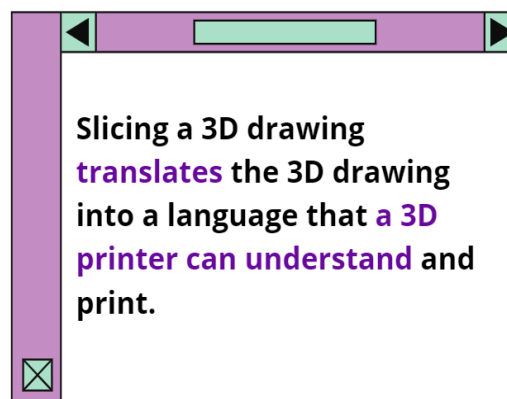 Slicing a 3D drawing
translates the 3D drawing
into a language that a 3D
printer can understand and
print.